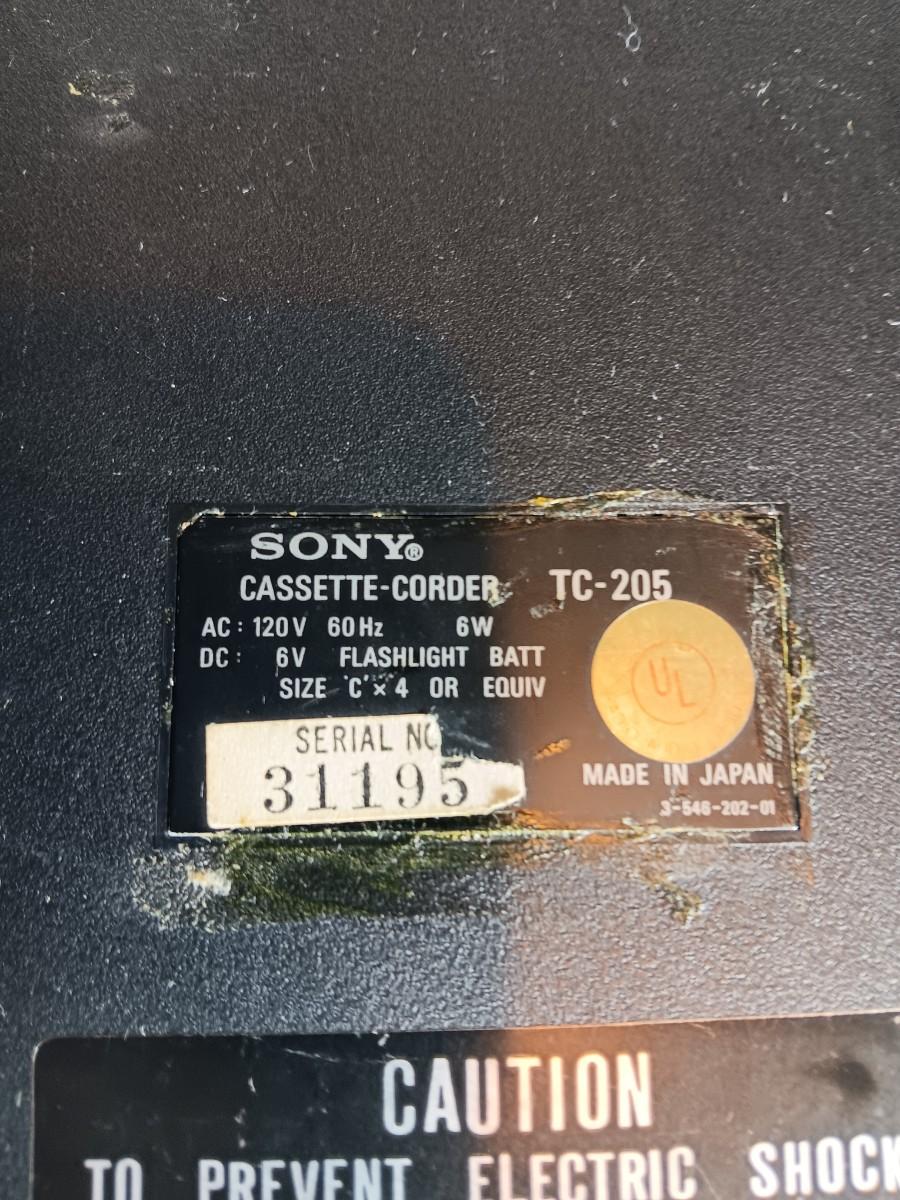 SONY®
CASSETTE-CORDER TC-205
AC: 120V 60Hz 6W
DC: 6V FLASHLIGHT BATT
SIZE 'C' × 4 OR EQUIV
UL
SERIAL NO
31195
MADE IN JAPAN
3-546-202-01
CAUTION
TO PREVENT ELECTRIC SHOCK